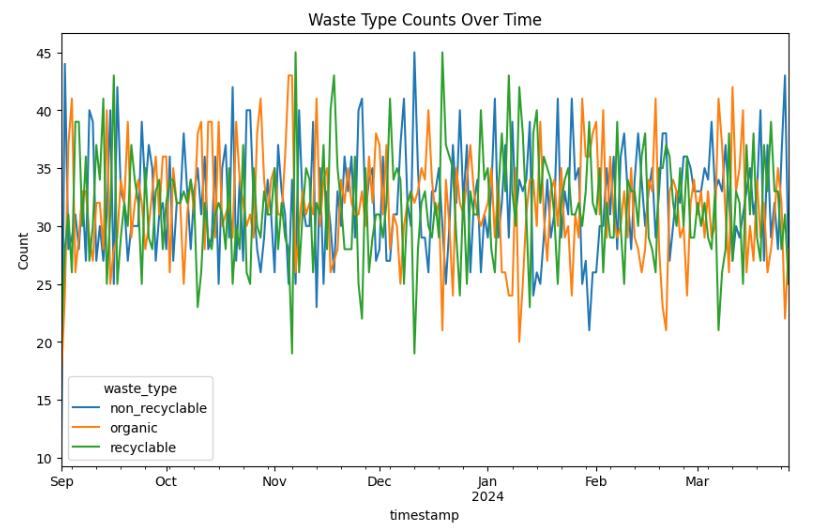 Waste Type Counts Over Time
45
40
35
30
25
20
15
10
Count
waste_type
non_recyclable
organic
recyclable
Sep Oct Nov Dec Jan Feb Mar
2024
timestamp